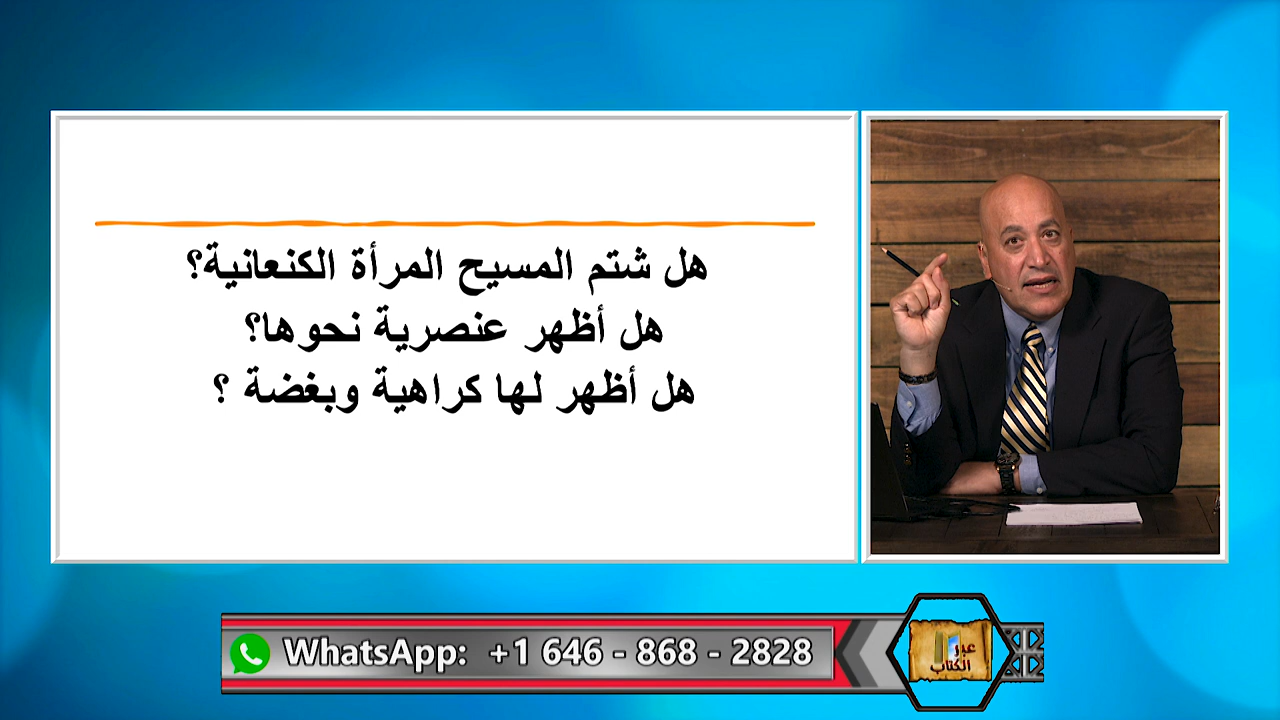 هل شتم المسيح المرأة الكنعانية؟
هل أظهر عنصرية نحوها؟
هل أظهر لها كراهية وبغضة ؟
WhatsApp: +1 646 - 868 - 2828
عبر
الكتاب